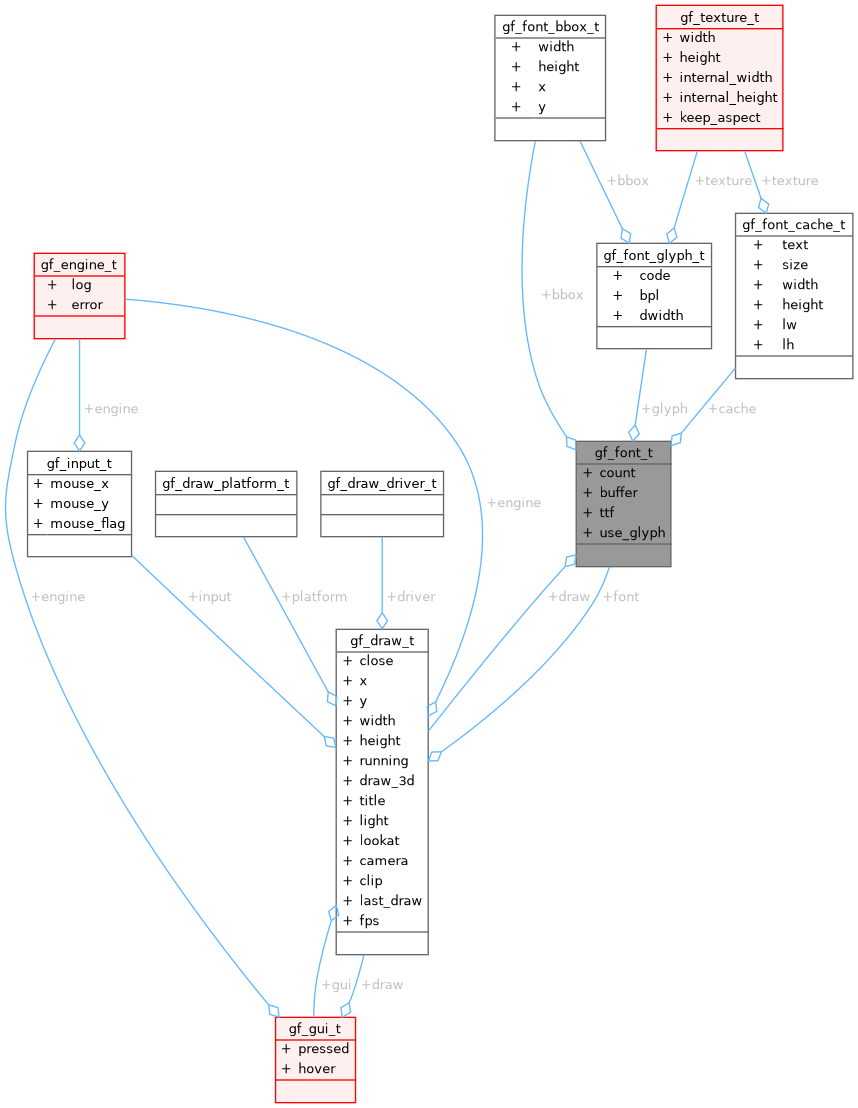 gf_font_bbox_t
+ width
+ height
+ x
+ y
gf_texture_t
+ width
+ height
+ internal_width
+ internal_height
+ keep_aspect
+bbox
+texture
+texture
gf_font_cache_t
+ text
+ size
+ width
+ height
+ lw
+ lh
gf_font_glyph_t
+ code
+ bpl
+ dwidth
gf_engine_t
+ log
+ error
+bbox
+engine
+glyph
+cache
gf_input_t
+ mouse_x
+ mouse_y
+ mouse_flag
gf_draw_platform_t
gf_draw_driver_t
+engine
gf_font_t
+ count
+ buffer
+ ttf
+ use_glyph
+engine
+input
+platform
+driver
+draw
+font
gf_draw_t
+ close
+ x
+ y
+ width
+ height
+ running
+ draw_3d
+ title
+ light
+ lookat
+ camera
+ clip
+ last_draw
+ fps
+gui
+draw
gf_gui_t
+ pressed
+ hover